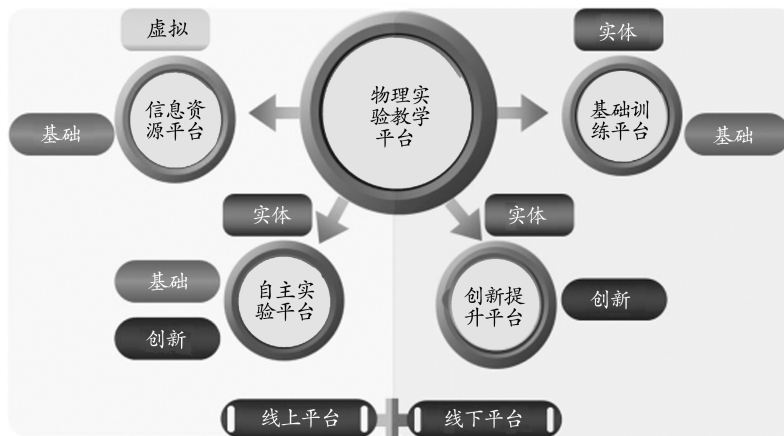 虚拟
实体
物理实
验教学
平台
信息资
源平台
基础
基础训
练平台
基础
实体
实体
基础
自主实
验平台
创新
创新提
升平台
创新
线上平台
线下平台